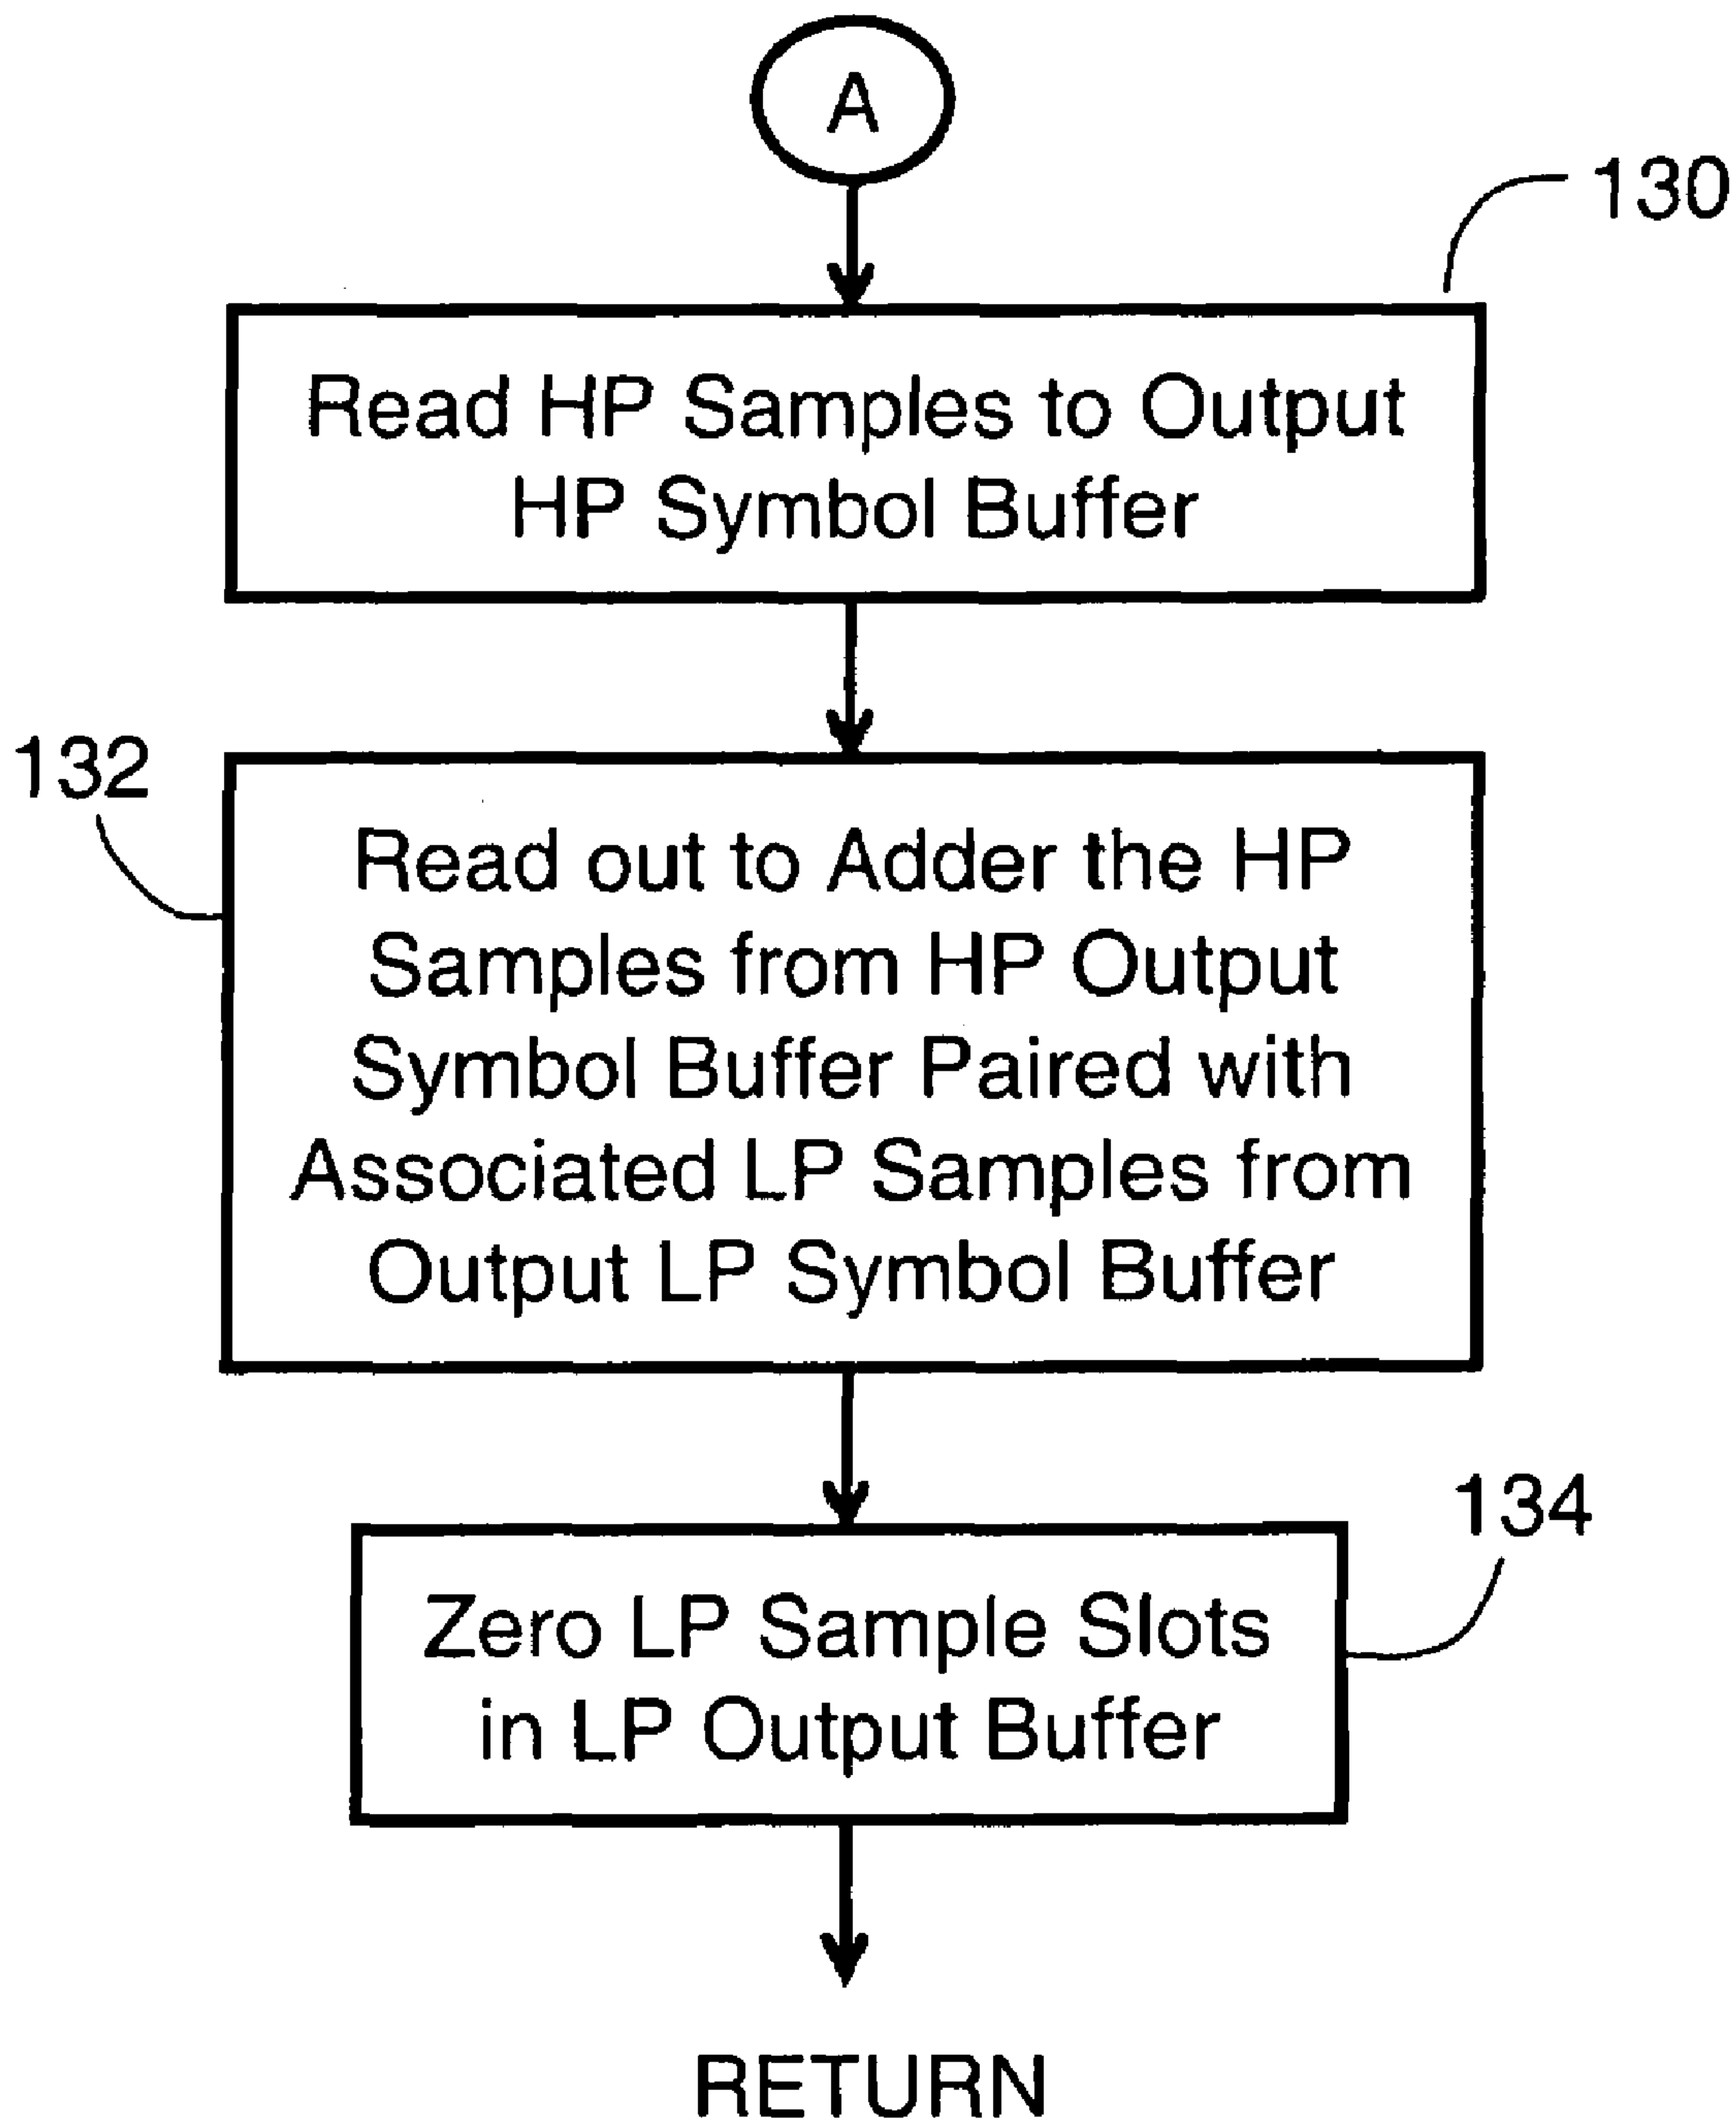 A
130
Read HP Samples to Output
HP Symbol Buffer
132
Read out to Adder the HP
Samples from HP Output
Symbol Buffer Paired with
Associated LP Samples from
Output LP Symbol Buffer
134
Zero LP Sample Slots
in LP Output Buffer
RETURN